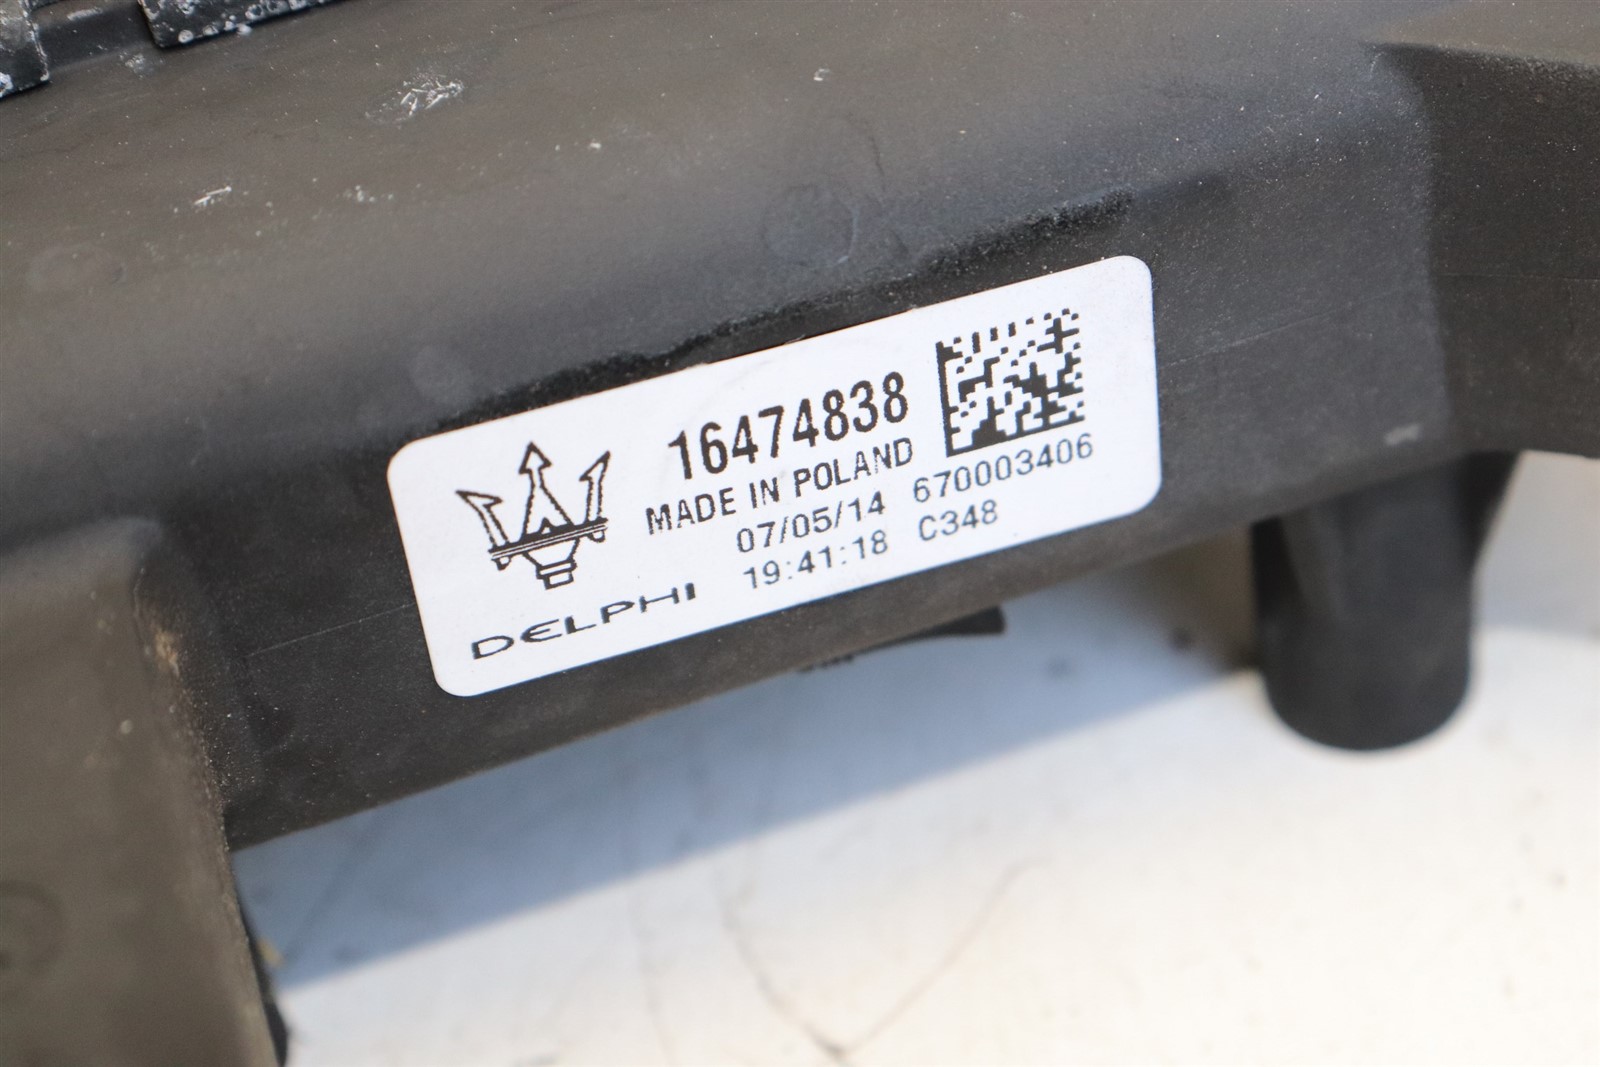 16474838
MADE IN POLAND
07/05/14 670003406
19:41:18 C348
DELPHI